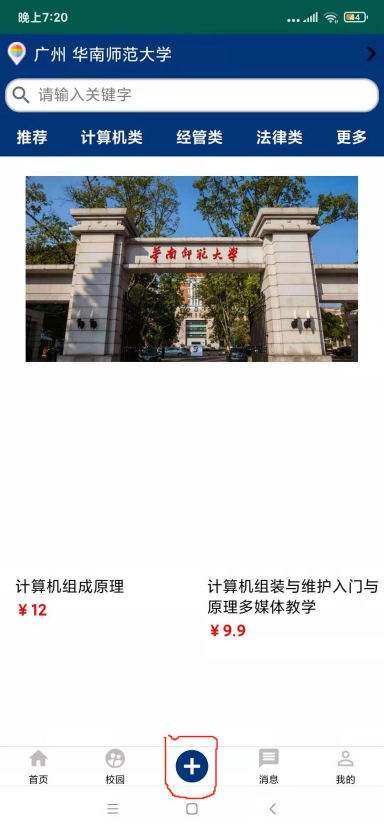 晚上7:20
44
广州 华南师范大学
请输入关键字
推荐 计算机类 经管类 法律类 更多
华南师范大学
计算机组成原理
¥12
计算机组装与维护入门与
原理多媒体教学
¥9.9
首页 校园 消息 我的